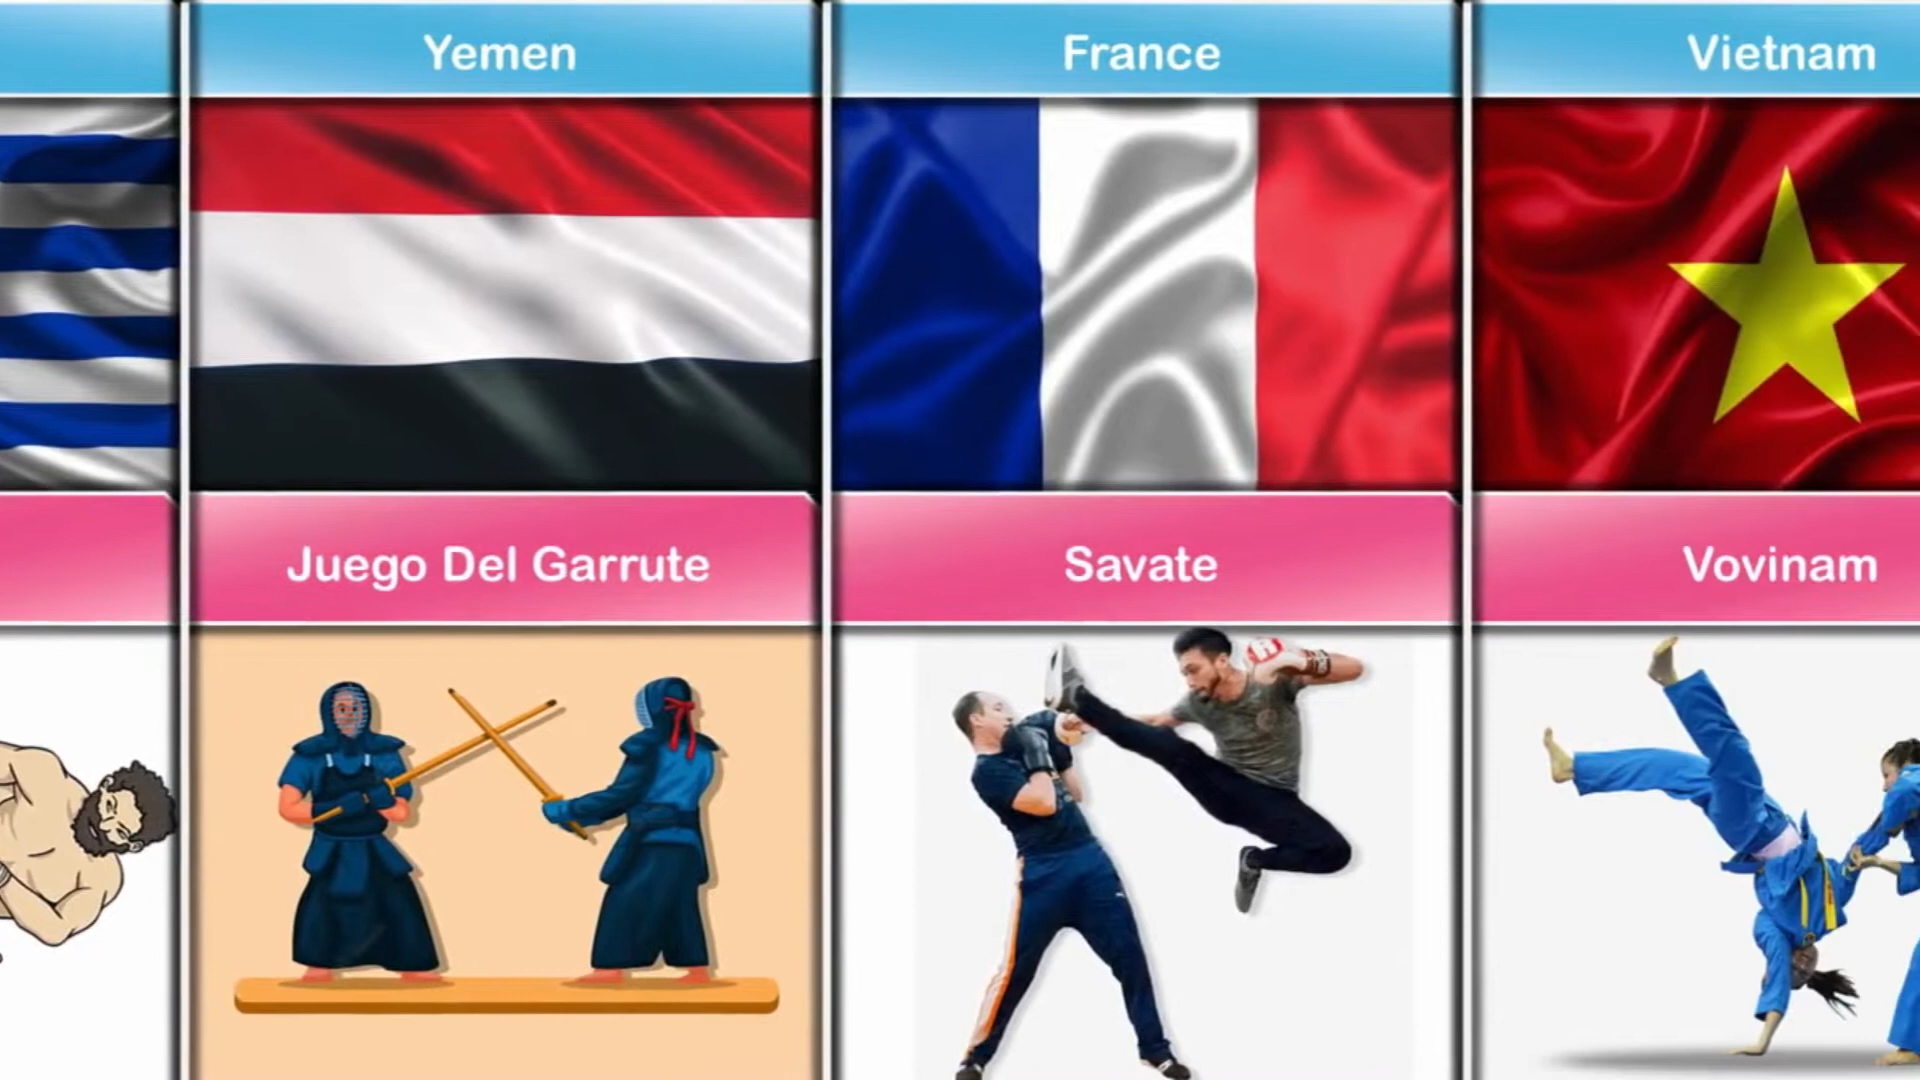 Yemen
France
Vietnam
Juego Del Garrute
Savate
Vovinam